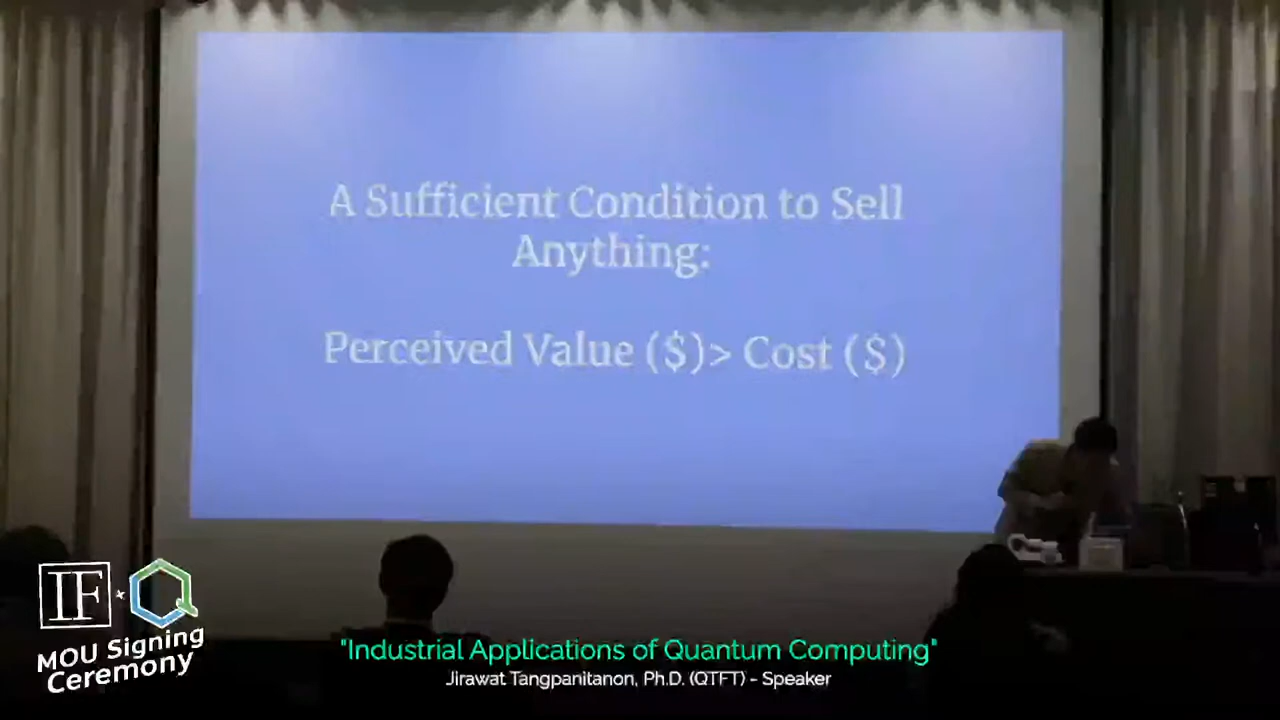 A Sufficient Condition to Sell
Anything:
Perceived Value ($)> Cost ($)
IF
MOU Signing
Ceremony
"Industrial Applications of Quantum Computing"
Jirawat Tangpanitanon, Ph.D. (QTFT) - Speaker